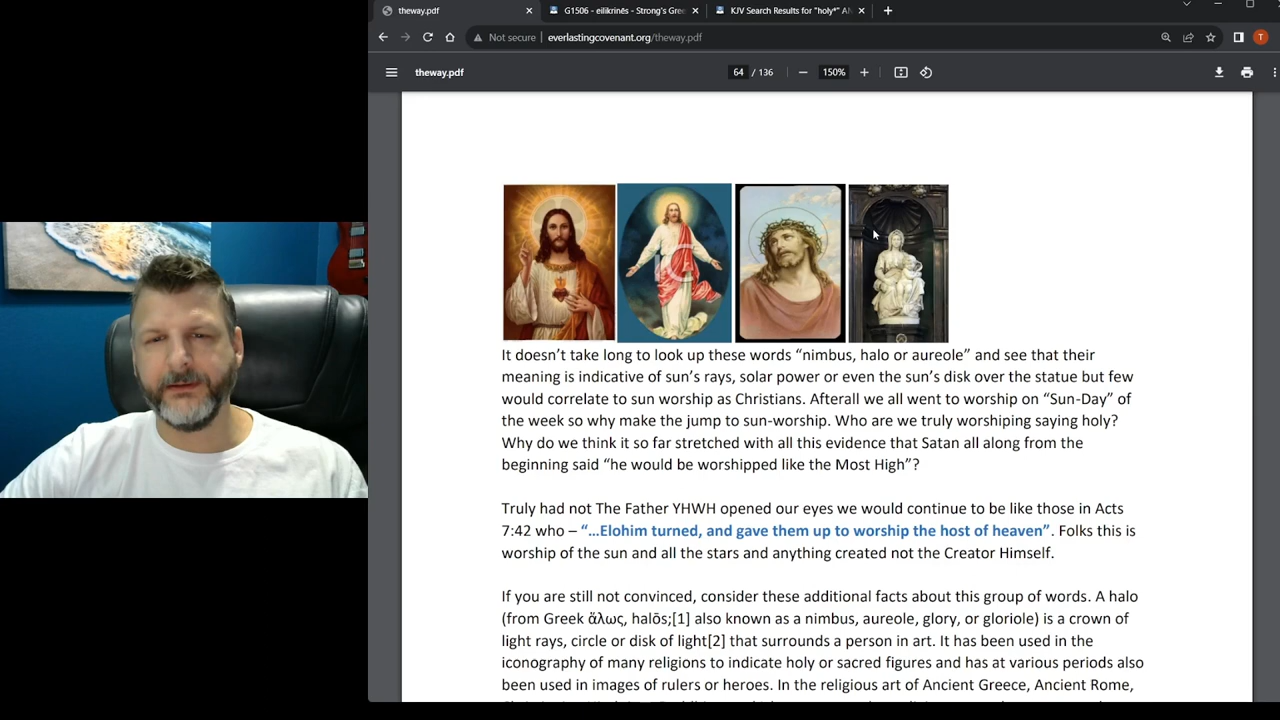 theway.pdf
G1506 - eilikrinēs - Strong's Gree
KJV Search Results for "holy*" AN
Not secure
everlastingcovenant.org/theway.pdf
T
theway.pdf
64 / 136
150%
It doesn't take long to look up these words “nimbus, halo or aureole” and see that their
meaning is indicative of sun's rays, solar power or even the sun's disk over the statue but few
would correlate to sun worship as Christians. Afterall we all went to worship on “Sun-Day” of
the week so why make the jump to sun-worship. Who are we truly worshiping saying holy?
Why do we think it so far stretched with all this evidence that Satan all along from the
beginning said “he would be worshipped like the Most High”?
Truly had not The Father YHWH opened our eyes we would continue to be like those in Acts
7:42 who – “...Elohim turned, and gave them up to worship the host of heaven”. Folks this is
worship of the sun and all the stars and anything created not the Creator Himself.
If you are still not convinced, consider these additional facts about this group of words. A halo
(from Greek ἅλως, halōs;[1] also known as a nimbus, aureole, glory, or gloriole) is a crown of
light rays, circle or disk of light[2] that surrounds a person in art. It has been used in the
iconography of many religions to indicate holy or sacred figures and has at various periods also
been used in images of rulers or heroes. In the religious art of Ancient Greece, Ancient Rome,